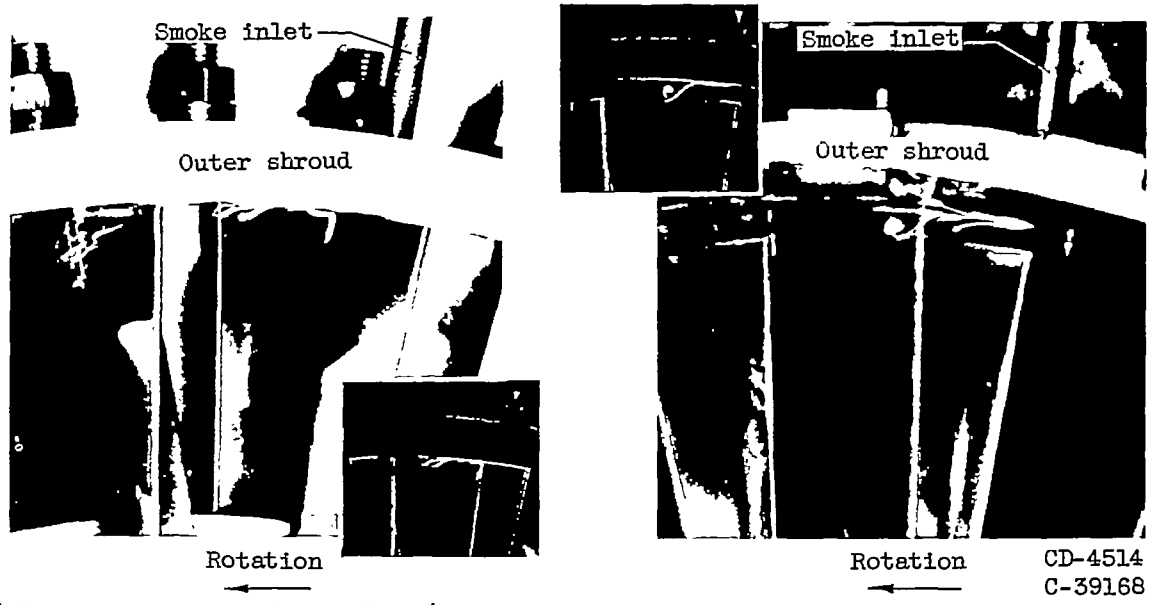 Smoke inlet
Outer shroud
Rotation
Smoke inlet
Outer shroud
Rotation
CD-4514
C-39168